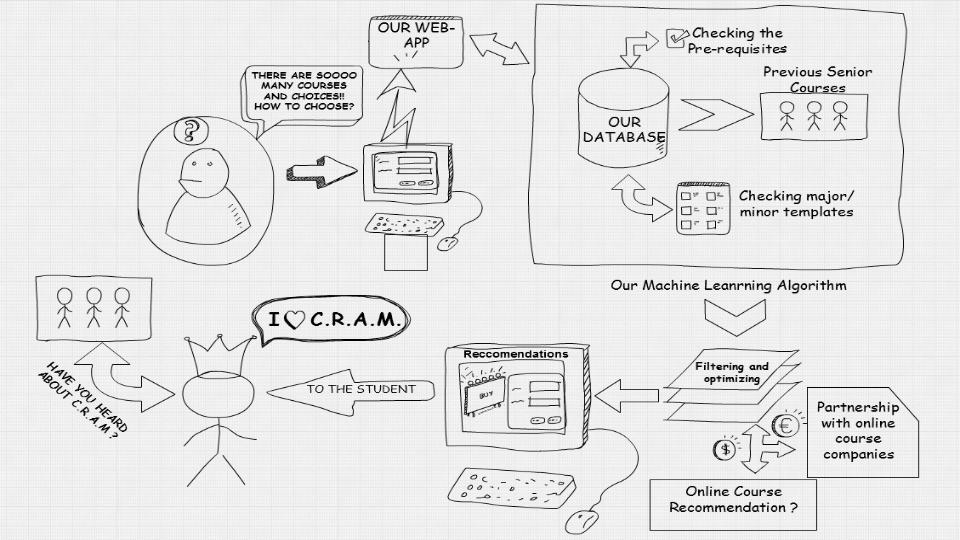 OUR WEB-
APP
THERE ARE SOOOO
MANY COURSES
AND CHOICES!!
HOW TO CHOOSE?
?
Checking the
Pre-requisites
Previous Senior
Courses
OUR
DATABASE
Checking major/
minor templates
Our Machine Leanrning Algorithm
I ♡ C.R.A.M.
HAVE YOU HEARD
ABOUT C.R.A.M.?
TO THE STUDENT
Reccomendations
BUY
Filtering and
optimizing
Partnership
with online
course
companies
€
$
Online Course
Recommendation ?